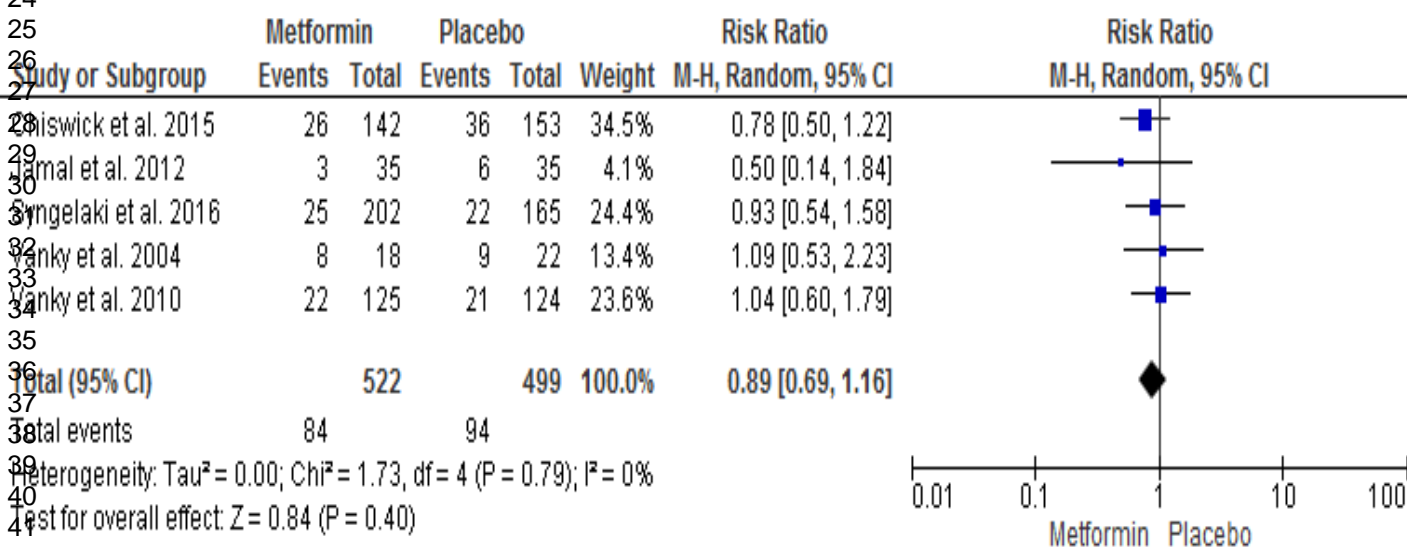 24
25 Metformin Placebo Risk Ratio Risk Ratio
26
Study or Subgroup Events Total Events Total Weight M-H, Random, 95% CI M-H, Random, 95% CI
27
28 Chiswick et al. 2015 26 142 36 153 34.5% 0.78 [0.50, 1.22]
29
Jamal et al. 2012 3 35 6 35 4.1% 0.50 [0.14, 1.84]
30
31 Syngelaki et al. 2016 25 202 22 165 24.4% 0.93 [0.54, 1.58]
32
Vanky et al. 2004 8 18 9 22 13.4% 1.09 [0.53, 2.23]
33
34 Vanky et al. 2010 22 125 21 124 23.6% 1.04 [0.60, 1.79]
35
36 Total (95% CI) 522 499 100.0% 0.89 [0.69, 1.16]
37
38 Total events 84 94
39 Heterogeneity: Tau² = 0.00; Chi² = 1.73, df = 4 (P = 0.79); I² = 0%
40
41 Test for overall effect: Z = 0.84 (P = 0.40)
0.01 0.1 1 10 100
Metformin Placebo